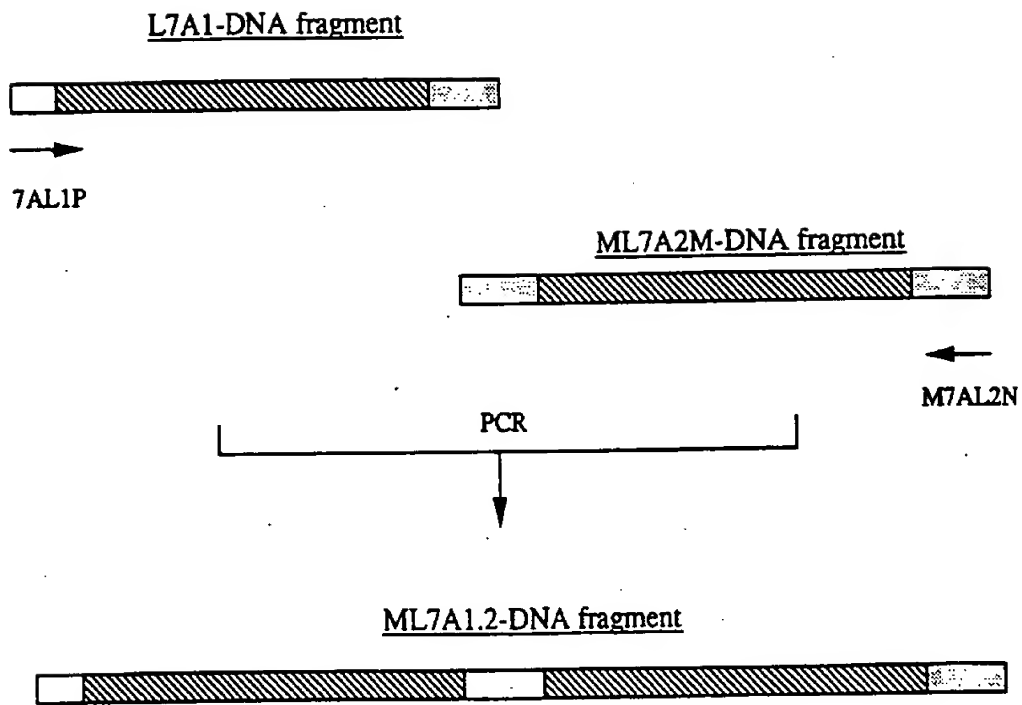 L7A1-DNA fragment
7AL1P
ML7A2M-DNA fragment
M7AL2N
PCR
ML7A1.2-DNA fragment